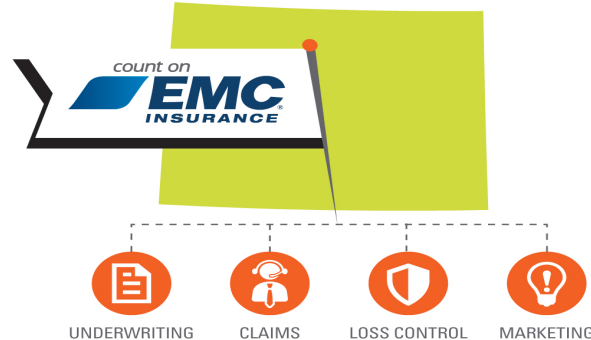 count on
EMC®
INSURANCE
UNDERWRITING
CLAIMS
LOSS CONTROL
MARKETING